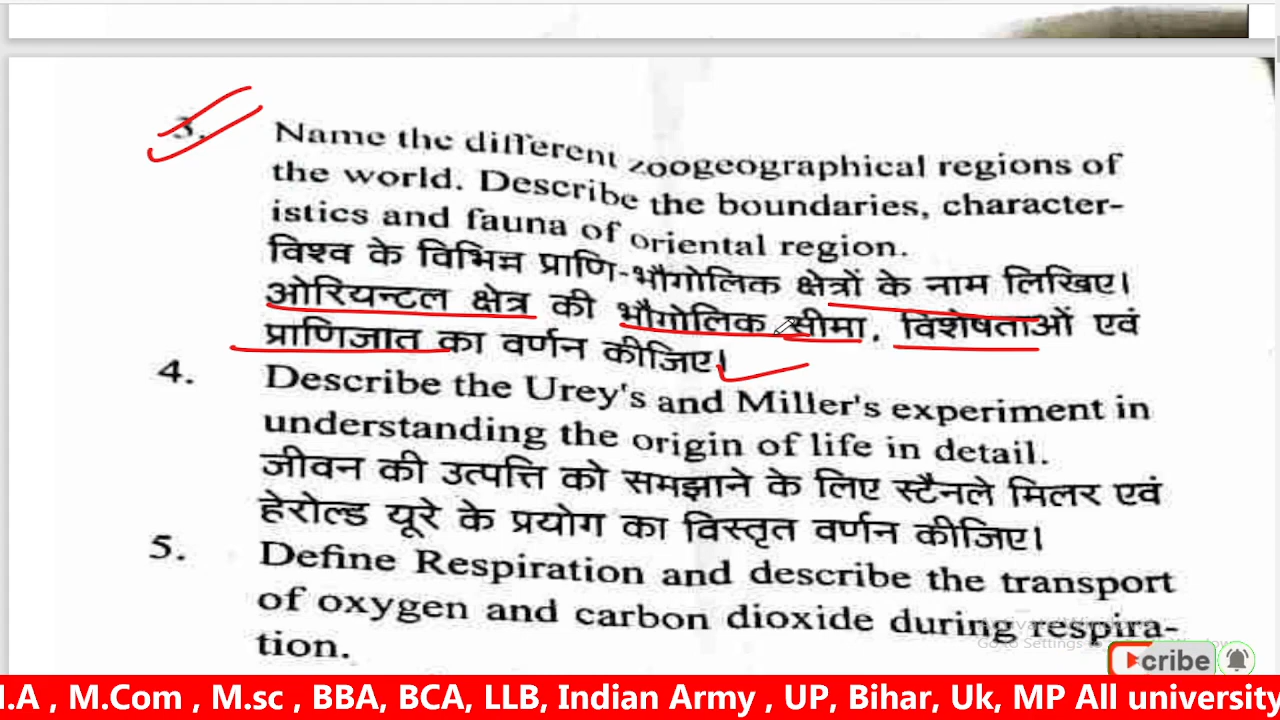 3. Name the different zoogeographical regions of
the world. Describe the boundaries, character-
istics and fauna of oriental region.
विश्व के विभिन्न प्राणि-भौगोलिक क्षेत्रों के नाम लिखिए।
ओरियन्टल क्षेत्र की भौगोलिक सीमा, विशेषताओं एवं
प्राणिजात का वर्णन कीजिए।
4. Describe the Urey's and Miller's experiment in
understanding the origin of life in detail.
जीवन की उत्पत्ति को समझाने के लिए स्टैनले मिलर एवं
हेरोल्ड यूरे के प्रयोग का विस्तृत वर्णन कीजिए।
5. Define Respiration and describe the transport
of oxygen and carbon dioxide during respira-
tion.
Go to Settings to
cribe
.A , M.Com , M.sc , BBA, BCA, LLB, Indian Army , UP, Bihar, Uk, MP All university